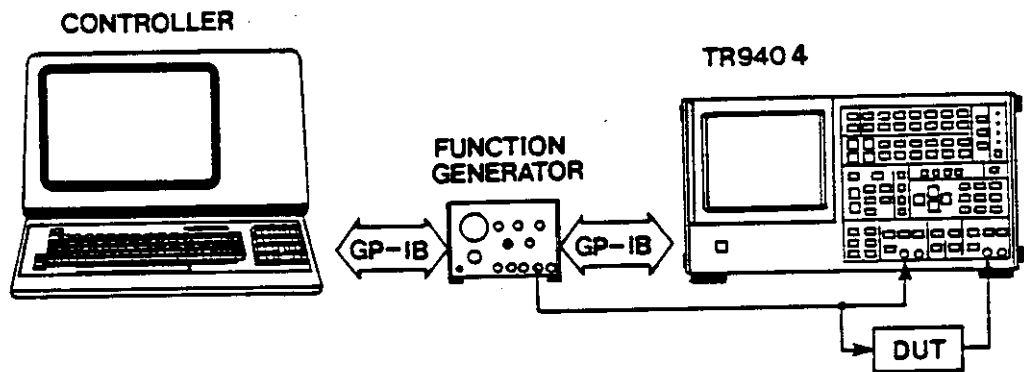 CONTROLLER
TR9404
FUNCTION
GENERATOR
GP-IB
GP-IB
DUT